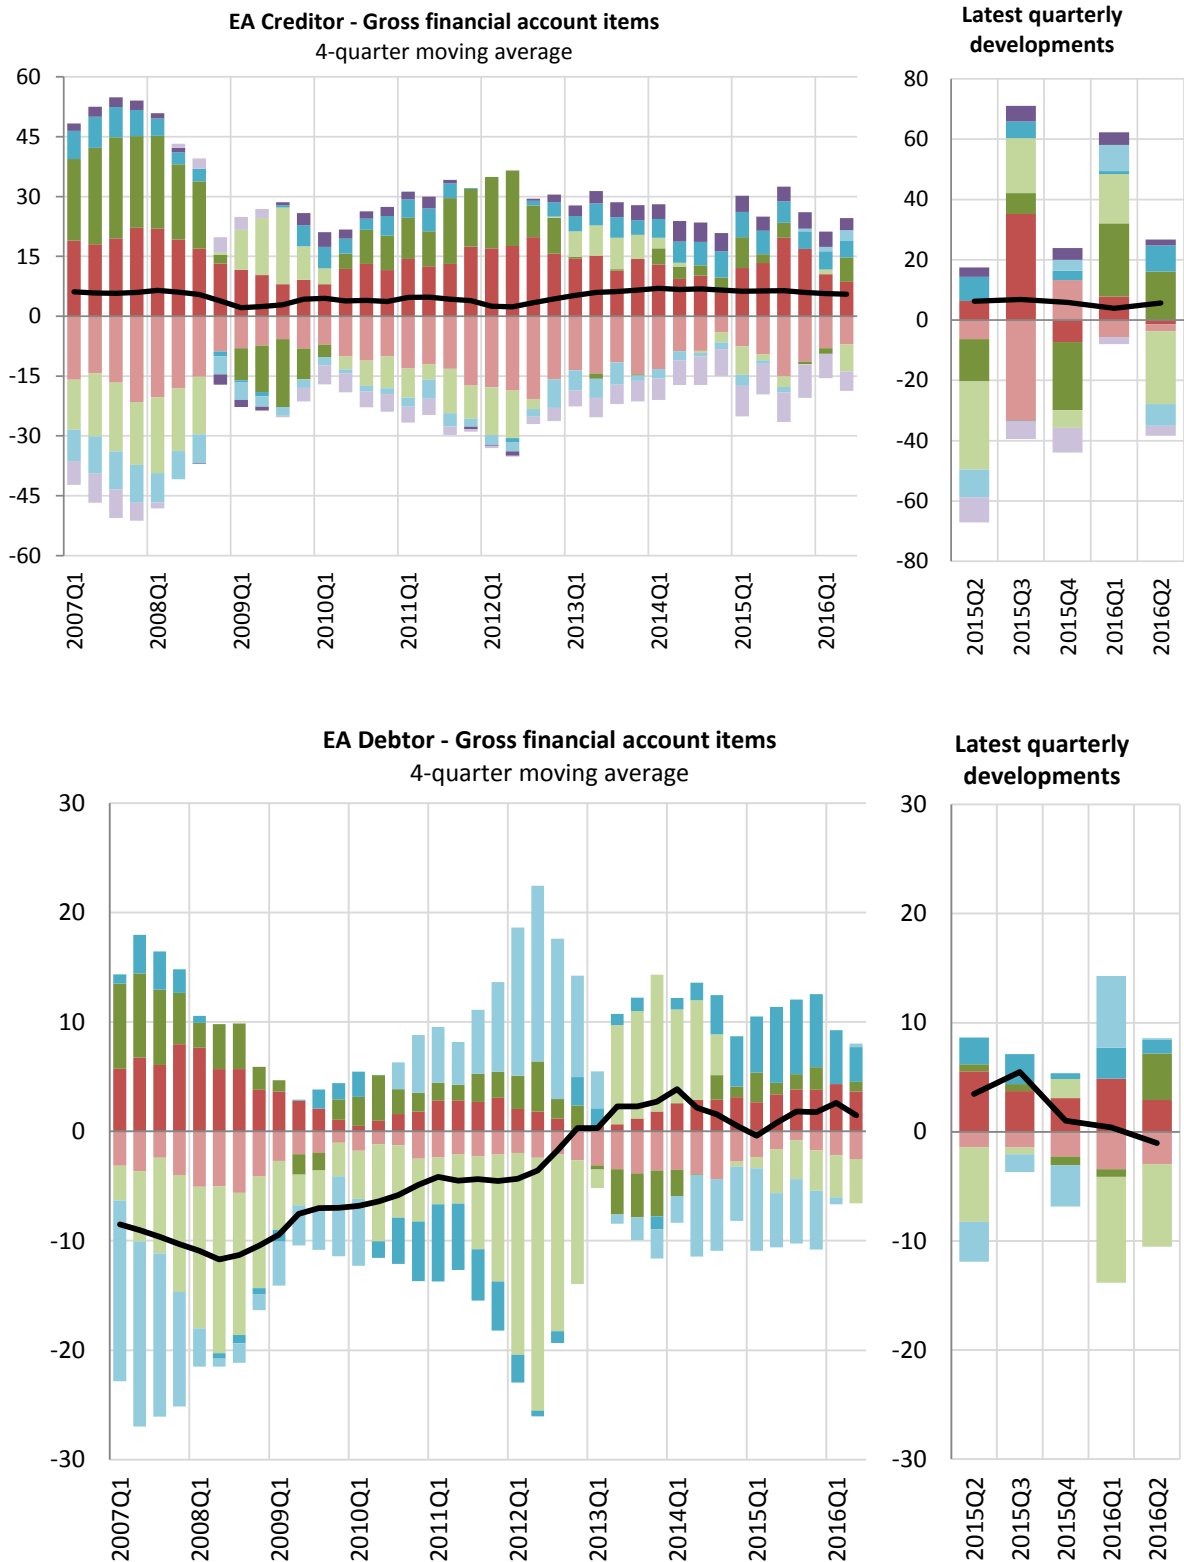 EA Creditor - Gross financial account items
4-quarter moving average
60
45
30
15
0
-15
-30
-45
-60
2007Q1
2008Q1
2009Q1
2010Q1
2011Q1
2012Q1
2013Q1
2014Q1
2015Q1
2016Q1
Latest quarterly
developments
80
60
40
20
0
-20
-40
-60
-80
2015Q2
2015Q3
2015Q4
2016Q1
2016Q2
EA Debtor - Gross financial account items
4-quarter moving average
30
20
10
0
-10
-20
-30
2007Q1
2008Q1
2009Q1
2010Q1
2011Q1
2012Q1
2013Q1
2014Q1
2015Q1
2016Q1
Latest quarterly
developments
30
20
10
0
-10
-20
-30
2015Q2
2015Q3
2015Q4
2016Q1
2016Q2